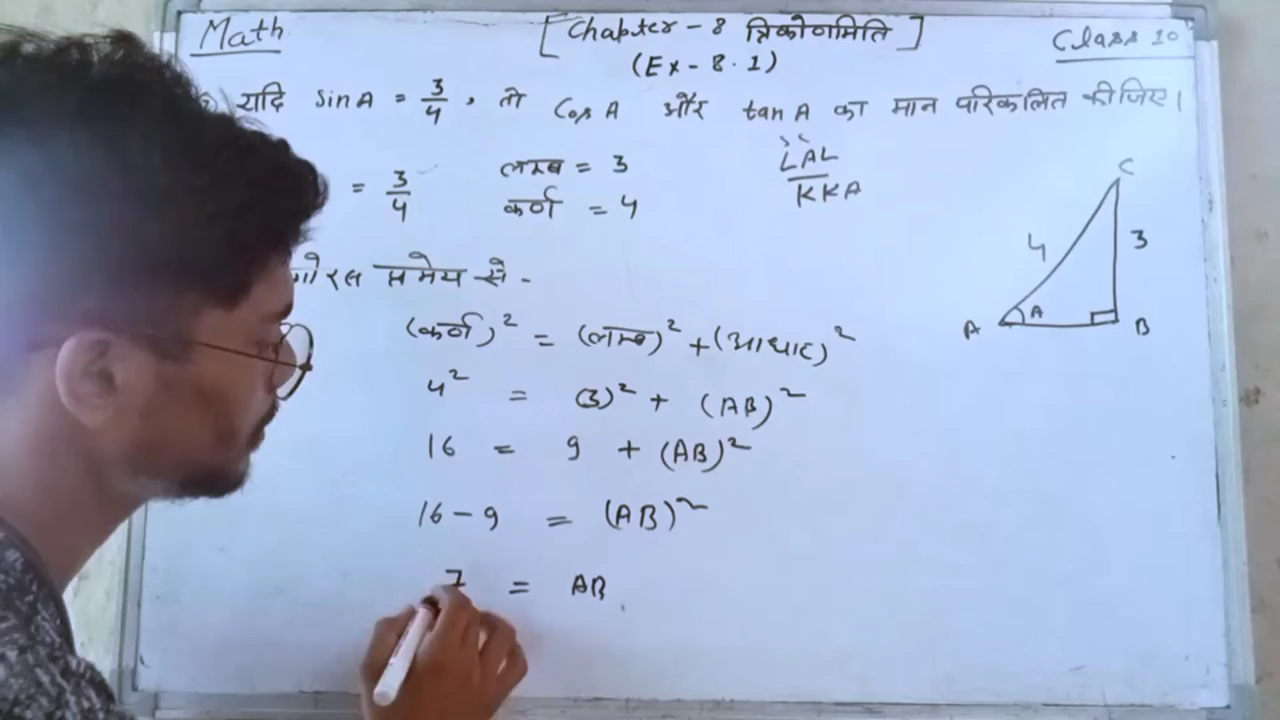 Math
[Chapter - 8 त्रिकोणमिति]
Class 10
(Ex - 8.1)
यदि sin A = 3/4, तो Cos A और tan A का मान परिकलित कीजिए।
= 3/4
लम्ब = 3
कर्ण = 4
LAL
KKA
C
4
3
A
A
B
प्रमेय से -
(कर्ण)² = (लम्ब)² + (आधार)²
4² = (3)² + (AB)²
16 = 9 + (AB)²
16 - 9 = (AB)²
7 = AB